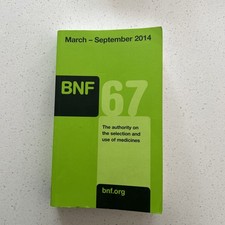 March – September 2014
BNF
67
The authority on
the selection and
use of medicines
bnf.org